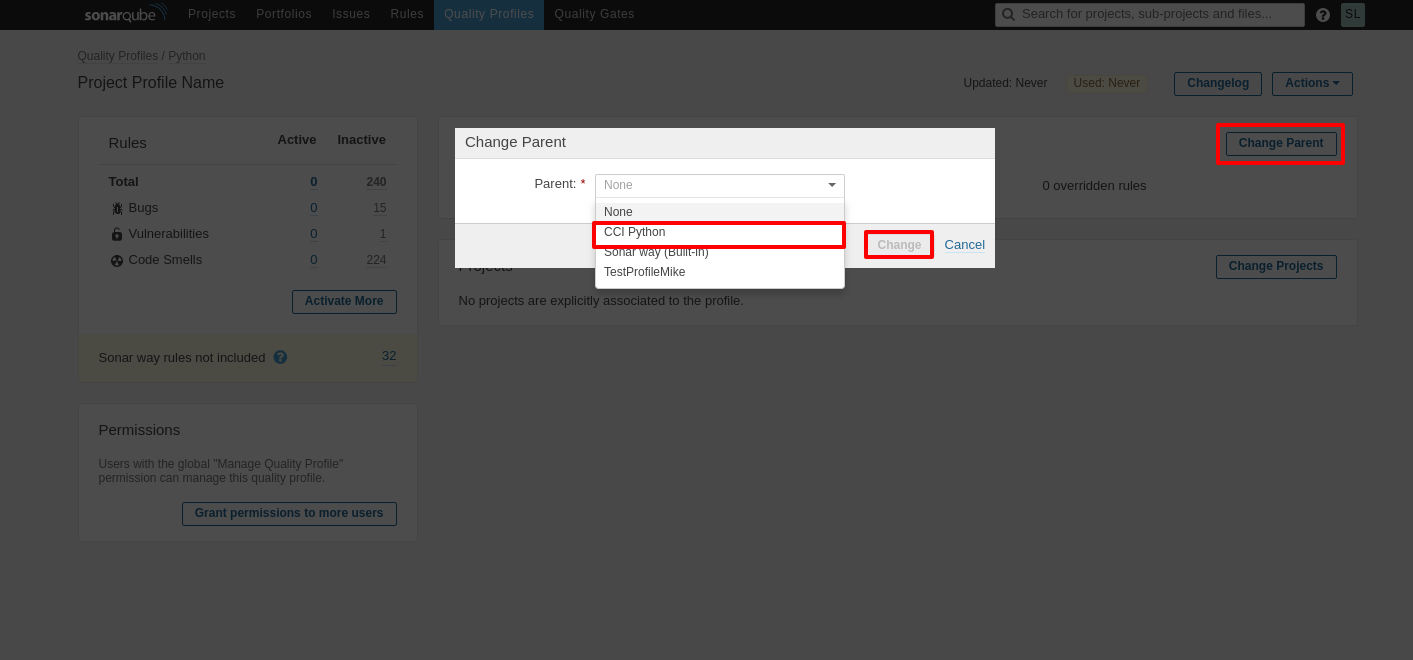 sonarqube Projects Portfolios Issues Rules Quality Profiles Quality Gates Search for projects, sub-projects and files... ? SL
Quality Profiles / Python
Project Profile Name
Updated: Never Used: Never Changelog Actions
Rules Active Inactive
Total 0 240
Bugs 0 15
Vulnerabilities 0 1
Code Smells 0 224
Activate More
Sonar way rules not included ? 32
Permissions
Users with the global "Manage Quality Profile"
permission can manage this quality profile.
Grant permissions to more users
Change Parent
0 overridden rules
Change Parent
Parent: * None
None
CCI Python
Sonar way (Built-in)
TestProfileMike
Change Cancel
Projects
Change Projects
No projects are explicitly associated to the profile.